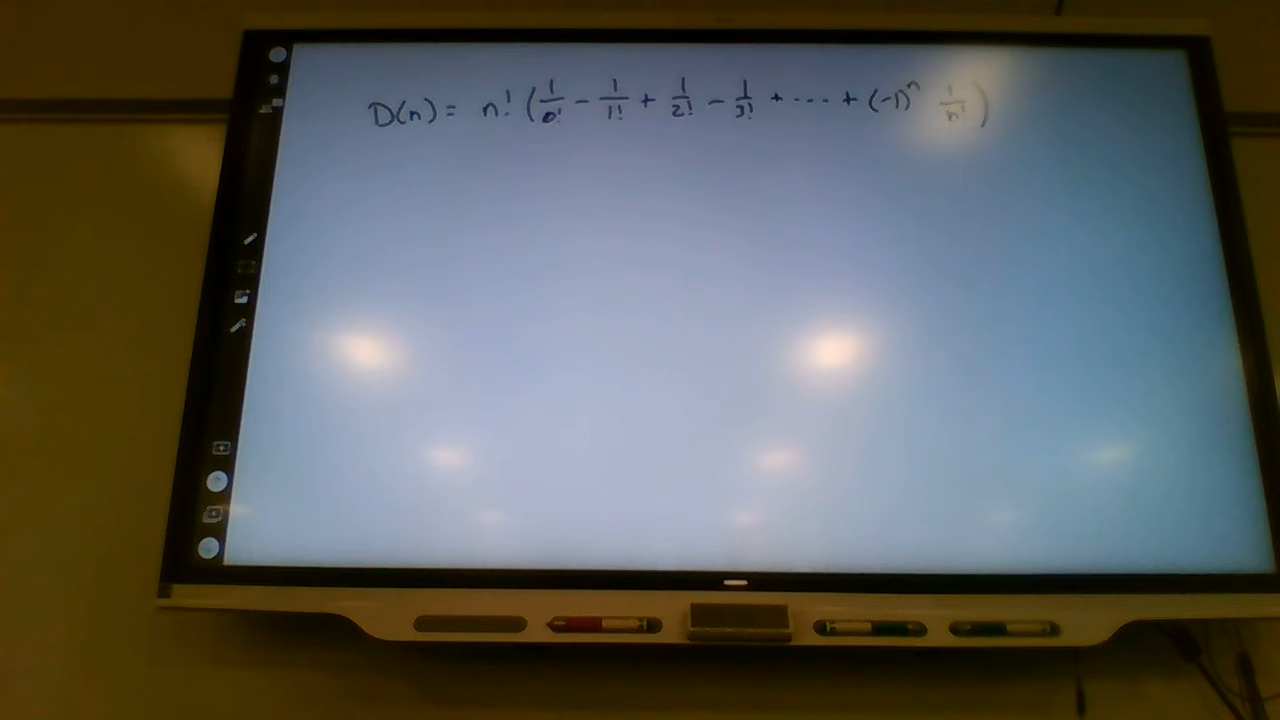 D(n) = n! (1/0! - 1/1! + 1/2! - 1/3! + ... + (-1)^n 1/n!)